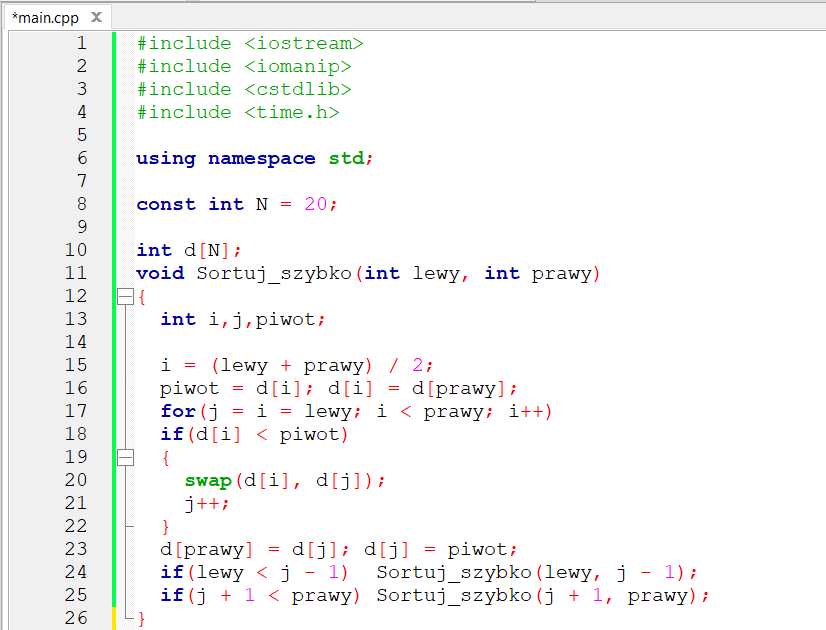 *main.cpp
1 #include <iostream>
2 #include <iomanip>
3 #include <cstdlib>
4 #include <time.h>
5
6 using namespace std;
7
8 const int N = 20;
9
10 int d[N];
11 void Sortuj_szybko(int lewy, int prawy)
12 {
13   int i,j,piwot;
14
15   i = (lewy + prawy) / 2;
16   piwot = d[i]; d[i] = d[prawy];
17   for(j = i = lewy; i < prawy; i++)
18   if(d[i] < piwot)
19   {
20     swap(d[i], d[j]);
21     j++;
22   }
23   d[prawy] = d[j]; d[j] = piwot;
24   if(lewy < j - 1)  Sortuj_szybko(lewy, j - 1);
25   if(j + 1 < prawy) Sortuj_szybko(j + 1, prawy);
26 }